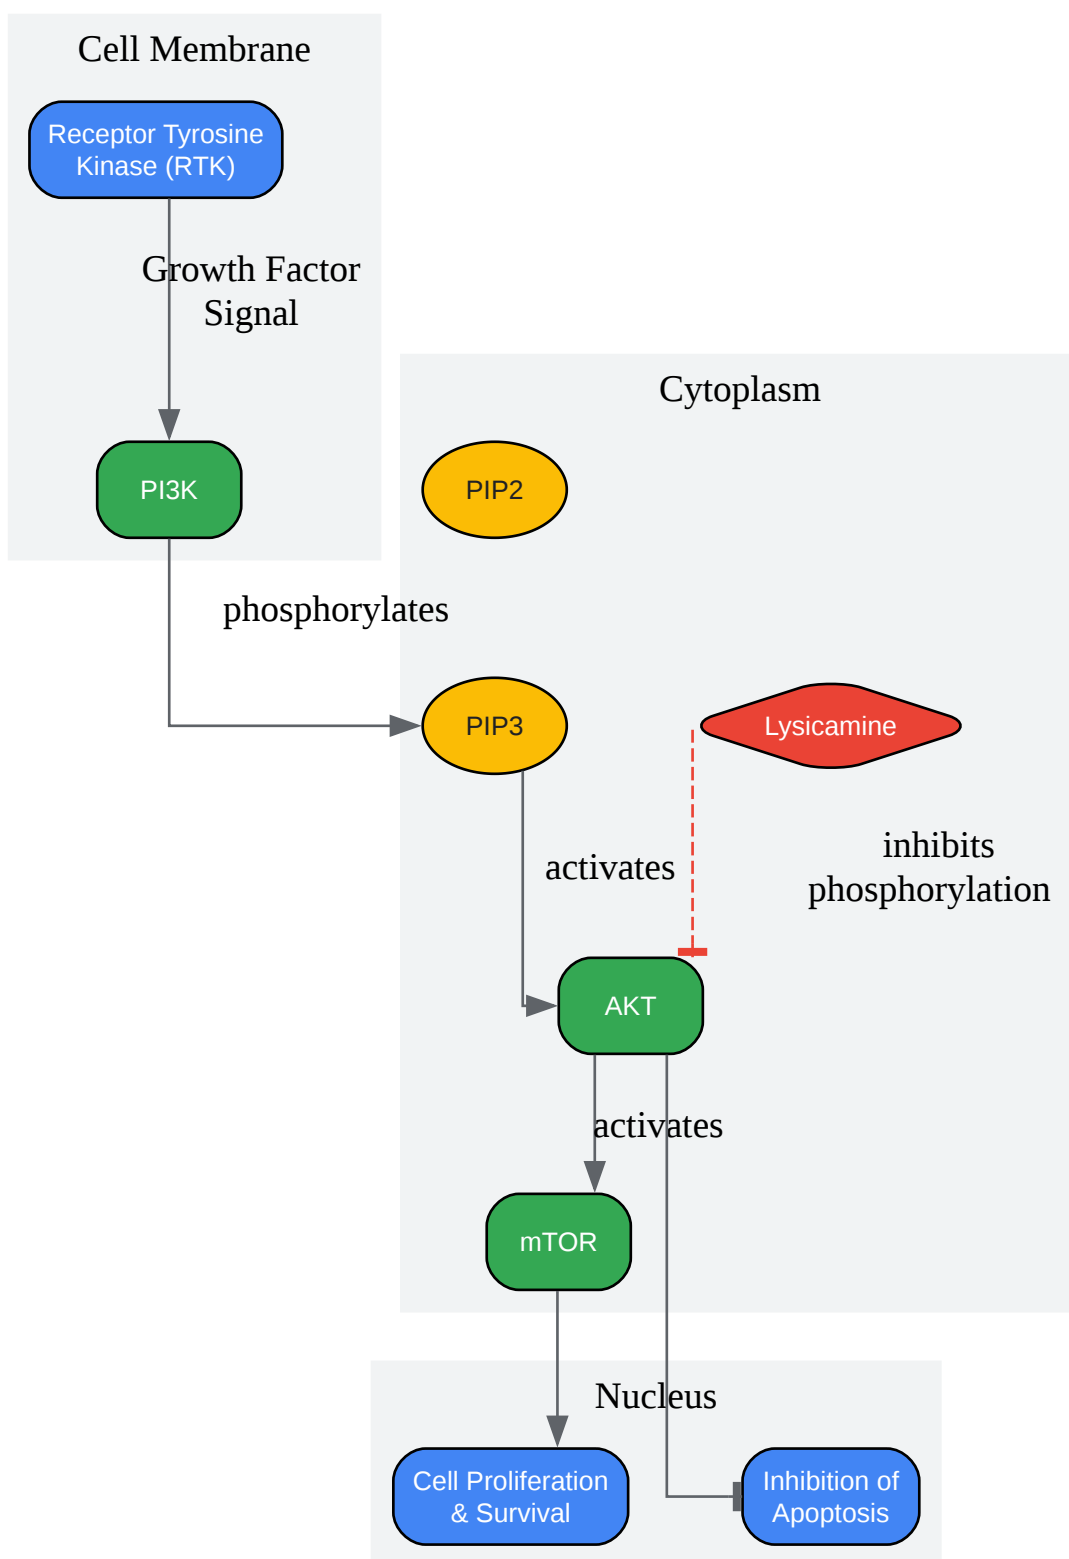 Cell Membrane
Receptor Tyrosine
Kinase (RTK)
Growth Factor
Signal
PI3K
Cytoplasm
PIP2
phosphorylates
PIP3
Lysicamine
activates
inhibits
phosphorylation
AKT
activates
mTOR
Nucleus
Cell Proliferation
& Survival
Inhibition of
Apoptosis